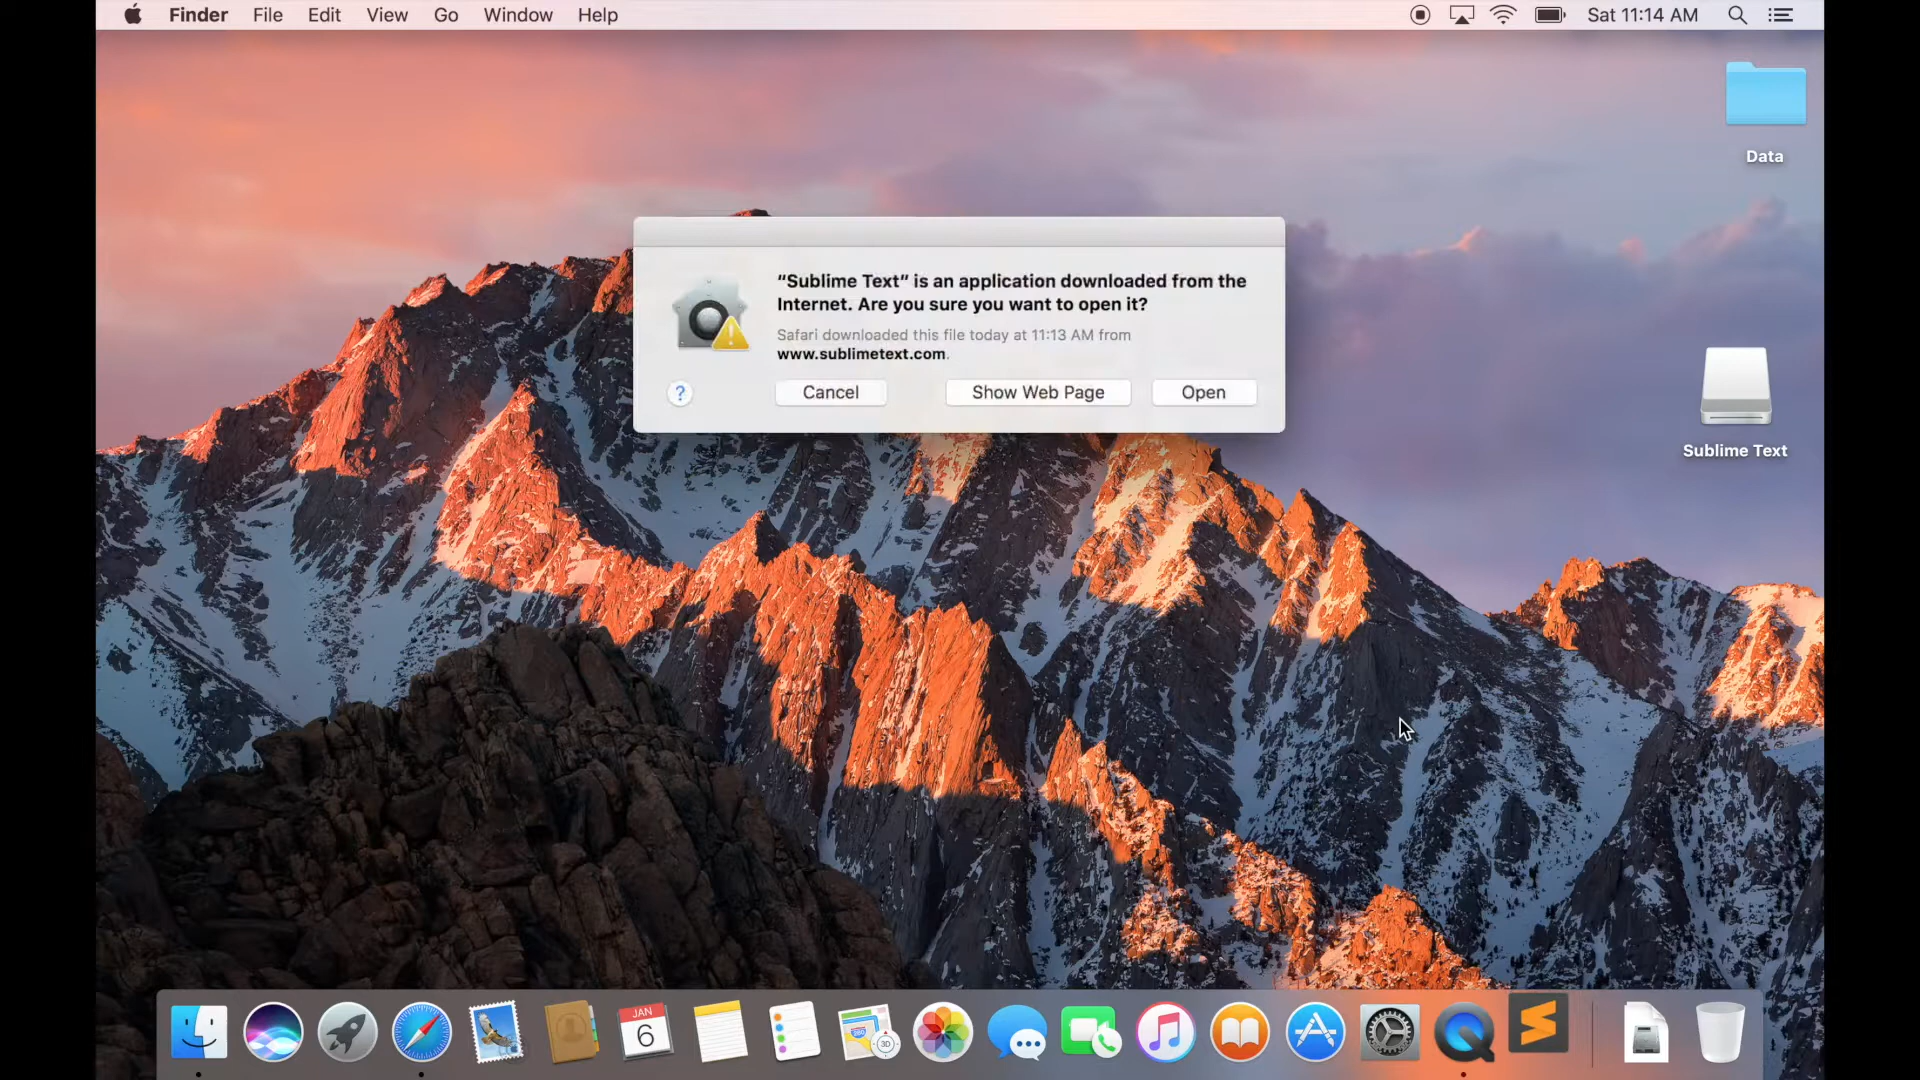 Finder File Edit View Go Window Help Sat 11:14 AM
Data
“Sublime Text” is an application downloaded from the
Internet. Are you sure you want to open it?
Safari downloaded this file today at 11:13 AM from
www.sublimetext.com.
? Cancel Show Web Page Open
Sublime Text
JAN
6
280
3D